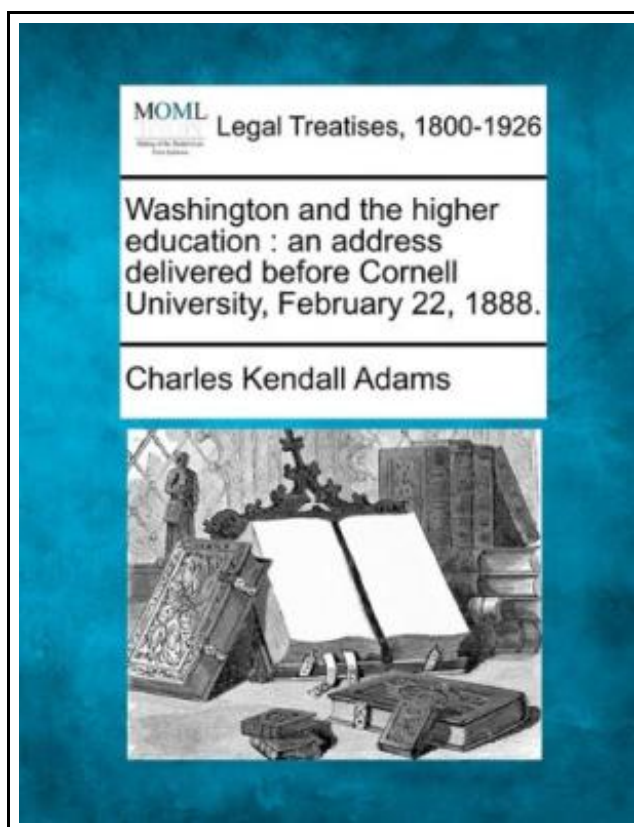 MOML
Legal Treatises, 1800-1926
Washington and the higher
education : an address
delivered before Cornell
University, February 22, 1888.
Charles Kendall Adams